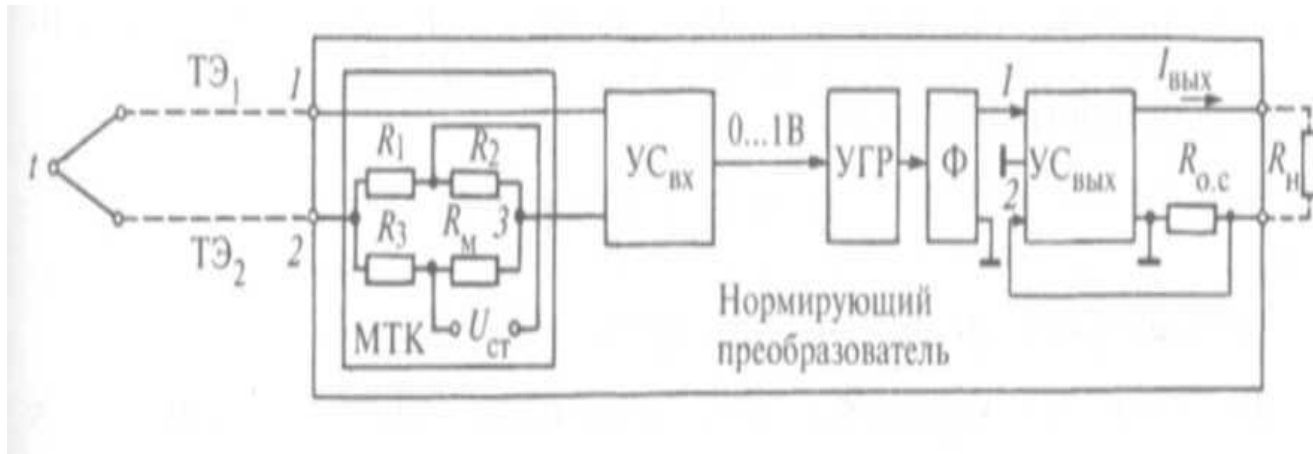 ТЭ₁
1
R₁
R₂
R₃
Rм
3
t
ТЭ₂
2
МТК
Uст
УСвх
0...1В
УГР
Ф
1
2
УСвых
Iвых
Rо.с
Rн
Нормирующий
преобразователь